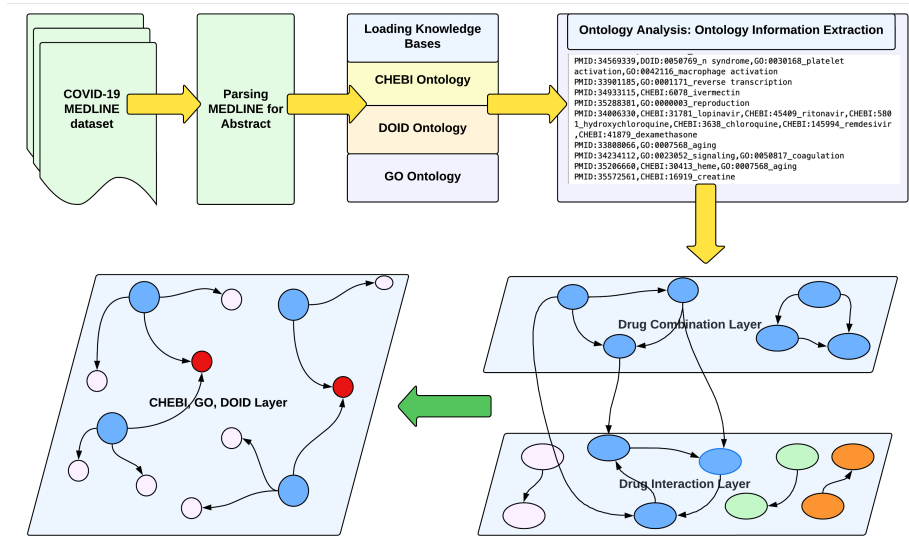 COVID-19
MEDLINE
dataset
Parsing
MEDLINE for
Abstract
Loading Knowledge
Bases
CHEBI Ontology
DOID Ontology
GO Ontology
Ontology Analysis: Ontology Information Extraction
PMID:34569339,DOID:0050769_n syndrome,GO:0030168_platelet
activation,GO:0042116_macrophage activation
PMID:33901185,GO:0001171_reverse transcription
PMID:34933115,CHEBI:6078_ivermectin
PMID:35288381,GO:0000003_reproduction
PMID:34006330,CHEBI:31781_lopinavir,CHEBI:45409_ritonavir,CHEBI:580
1_hydroxychloroquine,CHEBI:3638_chloroquine,CHEBI:145994_remdesivir
,CHEBI:41879_dexamethasone
PMID:33808066,GO:0007568_aging
PMID:34234112,GO:0023052_signaling,GO:0050817_coagulation
PMID:35206660,CHEBI:30413_heme,GO:0007568_aging
PMID:35572561,CHEBI:16919_creatine
Drug Combination Layer
CHEBI, GO, DOID Layer
Drug Interaction Layer